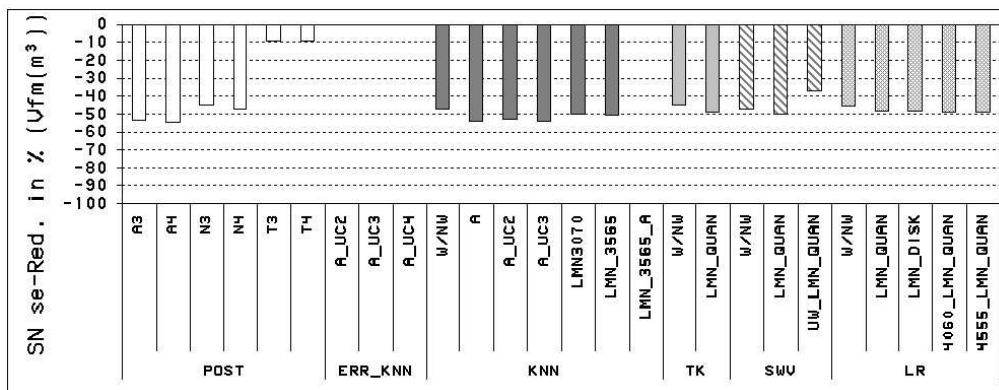 SN se-Red. in % (Vfm(m³))
0
-10
-20
-30
-40
-50
-60
-70
-80
-90
-100
A3
A4
N3
N4
T3
T4
A_UC2
A_UC3
A_UC4
W/NW
A
A_UC2
A_UC3
LMN3070
LMN_3565
LMN_3565_A
W/NW
LMN_QUAN
W/NW
LMN_QUAN
UW_LMN_QUAN
W/NW
LMN_QUAN
LMN_DISK
4060_LMN_QUAN
4555_LMN_QUAN
POST
ERR_KNN
KNN
TK
SWV
LR